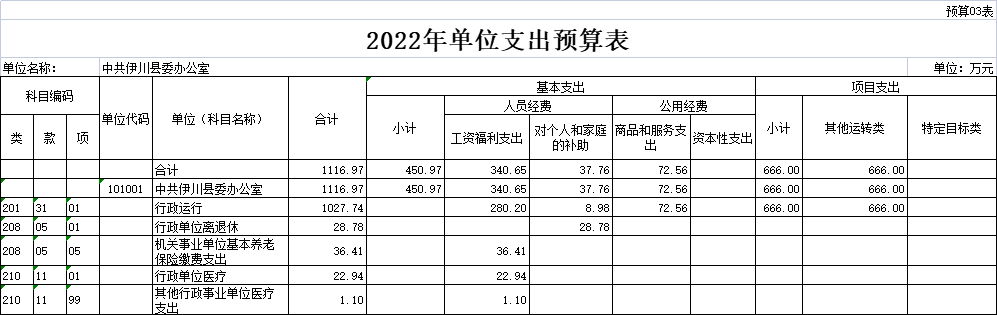 预算03表
2022年单位支出预算表
单位名称： 中共伊川县委办公室 单位：万元
科目编码 单位代码 单位（科目名称） 合计 基本支出 项目支出
类 款 项 小计 人员经费 公用经费 小计 其他运转类 特定目标类
工资福利支出 对个人和家庭的补助 商品和服务支出 资本性支出
合计 1116.97 450.97 340.65 37.76 72.56 666.00 666.00
101001 中共伊川县委办公室 1116.97 450.97 340.65 37.76 72.56 666.00 666.00
201 31 01 行政运行 1027.74 280.20 8.98 72.56 666.00 666.00
208 05 01 行政单位离退休 28.78 28.78
208 05 05 机关事业单位基本养老保险缴费支出 36.41 36.41
210 11 01 行政单位医疗 22.94 22.94
210 11 99 其他行政事业单位医疗支出 1.10 1.10